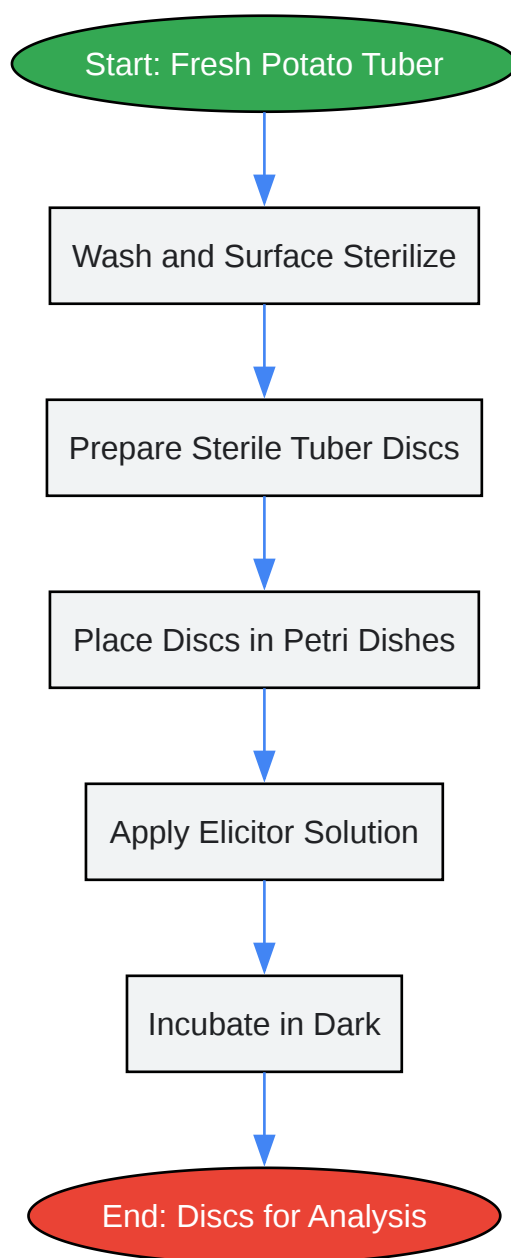 Start: Fresh Potato Tuber
Wash and Surface Sterilize
Prepare Sterile Tuber Discs
Place Discs in Petri Dishes
Apply Elicitor Solution
Incubate in Dark
End: Discs for Analysis